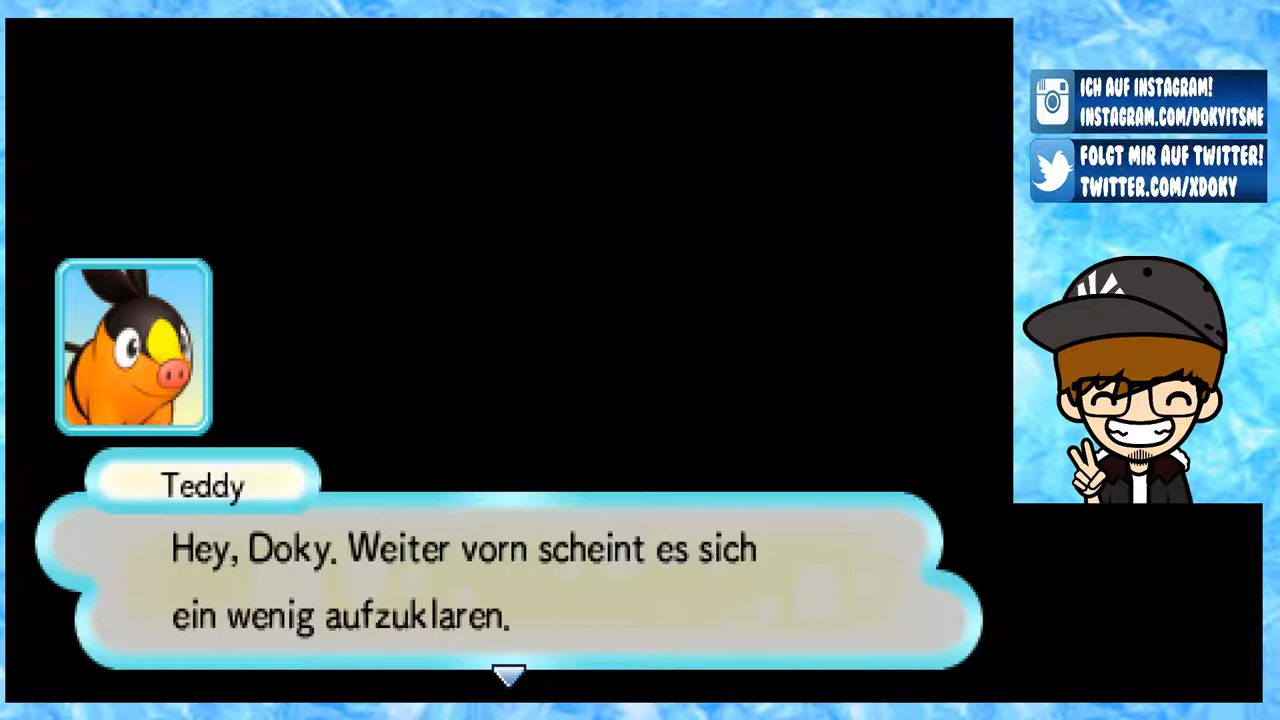 ICH AUF INSTAGRAM!
INSTAGRAM.COM/DOKYITSME
FOLGT MIR AUF TWITTER!
TWITTER.COM/XDOKY
Teddy
Hey, Doky. Weiter vorn scheint es sich
ein wenig aufzuklaren.